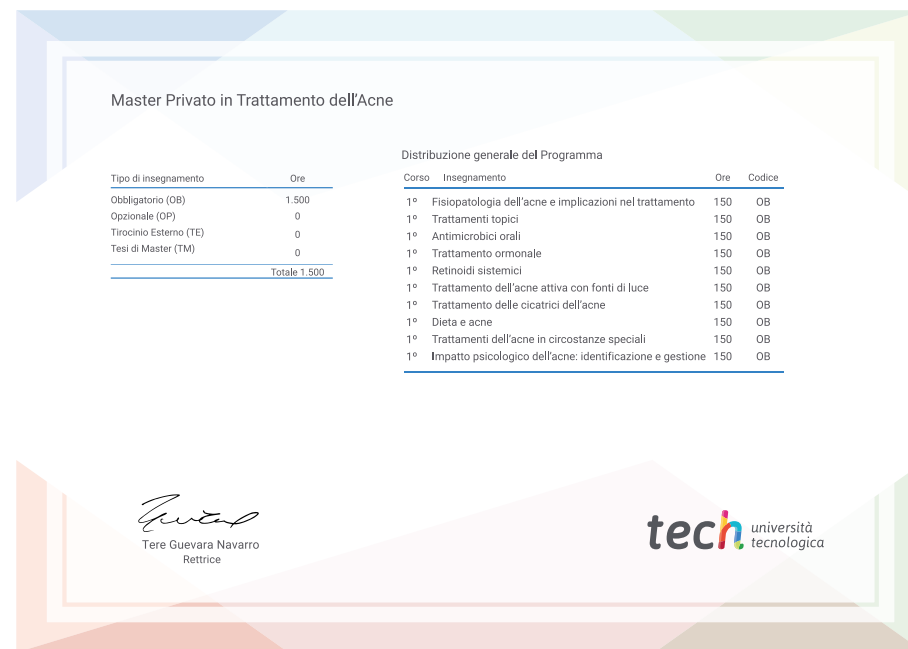 Master Privato in Trattamento dell'Acne
Tipo di insegnamento Ore
Obbligatorio (OB) 1.500
Opzionale (OP) 0
Tirocinio Esterno (TE) 0
Tesi di Master (TM) 0
Totale 1.500
Distribuzione generale del Programma
Corso Insegnamento Ore Codice
1º Fisiopatologia dell'acne e implicazioni nel trattamento 150 OB
1º Trattamenti topici 150 OB
1º Antimicrobici orali 150 OB
1º Trattamento ormonale 150 OB
1º Retinoidi sistemici 150 OB
1º Trattamento dell'acne attiva con fonti di luce 150 OB
1º Trattamento delle cicatrici dell'acne 150 OB
1º Dieta e acne 150 OB
1º Trattamenti dell'acne in circostanze speciali 150 OB
1º Impatto psicologico dell'acne: identificazione e gestione 150 OB
Tere Guevara Navarro
Rettrice
tech università
tecnologica